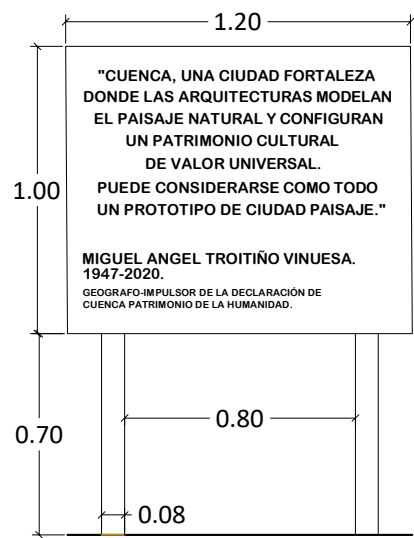 1.20
"CUENCA, UNA CIUDAD FORTALEZA
DONDE LAS ARQUITECTURAS MODELAN
EL PAISAJE NATURAL Y CONFIGURAN
UN PATRIMONIO CULTURAL
DE VALOR UNIVERSAL.
PUEDE CONSIDERARSE COMO TODO
UN PROTOTIPO DE CIUDAD PAISAJE."
1.00
MIGUEL ANGEL TROITIÑO VINUESA.
1947-2020.
GEOGRAFO-IMPULSOR DE LA DECLARACIÓN DE
CUENCA PATRIMONIO DE LA HUMANIDAD.
0.80
0.70
0.08